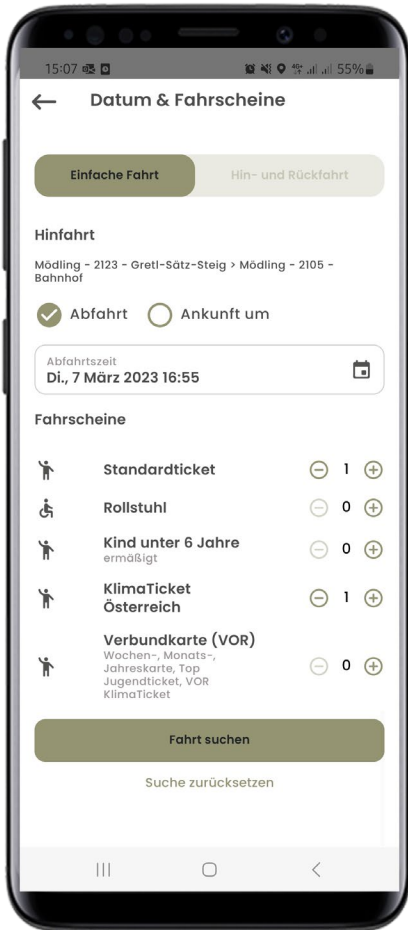 15:07 55%
Datum & Fahrscheine
Einfache Fahrt Hin- und Rückfahrt
Hinfahrt
Mödling - 2123 - Gretl-Sätz-Steig > Mödling - 2105 -
Bahnhof
Abfahrt Ankunft um
Abfahrtszeit
Di., 7 März 2023 16:55
Fahrscheine
Standardticket 1
Rollstuhl 0
Kind unter 6 Jahre 0
ermäßigt
KlimaTicket
Österreich 1
Verbundkarte (VOR)
Wochen-, Monats-,
Jahreskarte, Top 0
Jugendticket, VOR
KlimaTicket
Fahrt suchen
Suche zurücksetzen